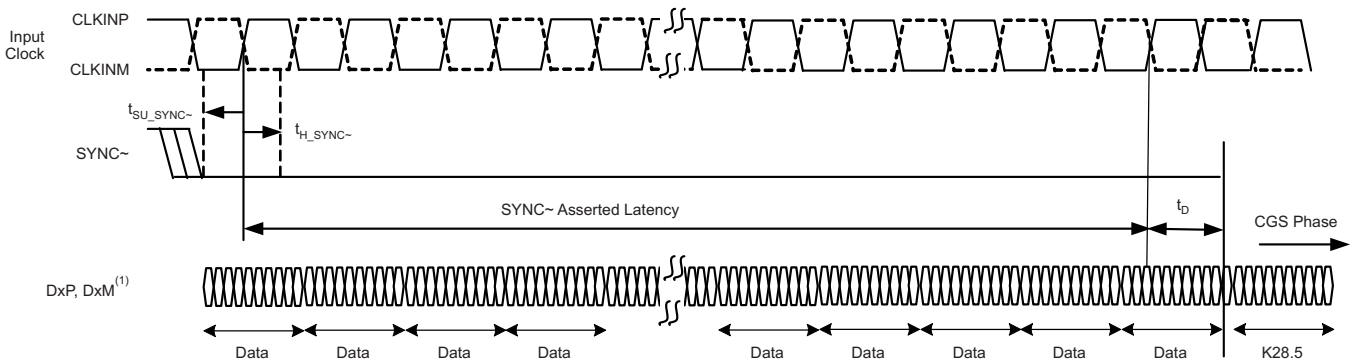 CLKINP
Input
Clock
CLKINM
tSU_SYNC~
tH_SYNC~
SYNC~
SYNC~ Asserted Latency
tD
CGS Phase
DxP, DxM(1)
Data Data Data Data Data Data Data Data Data K28.5